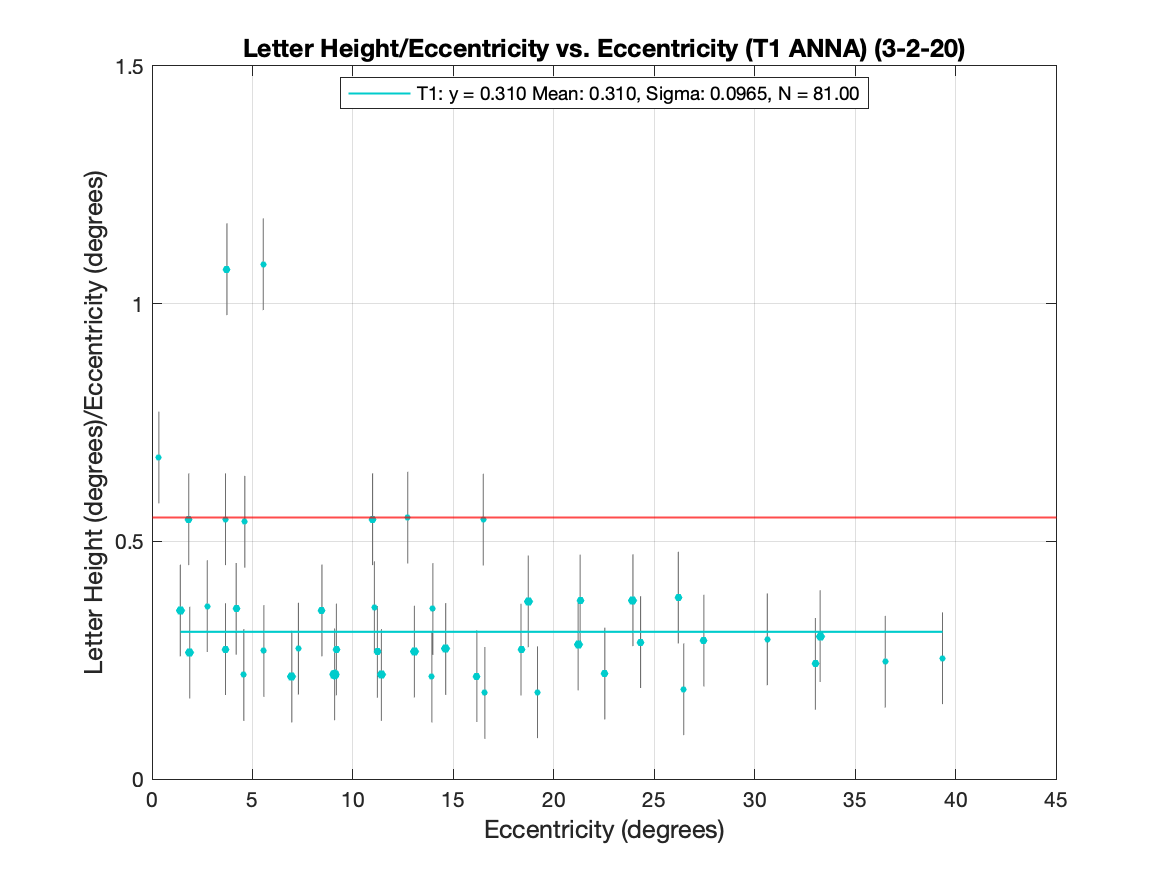 Letter Height/Eccentricity vs. Eccentricity (T1 ANNA) (3-2-20)
T1: y = 0.310 Mean: 0.310, Sigma: 0.0965, N = 81.00
Letter Height (degrees)/Eccentricity (degrees)
1.5
1
0.5
0
0 5 10 15 20 25 30 35 40 45
Eccentricity (degrees)